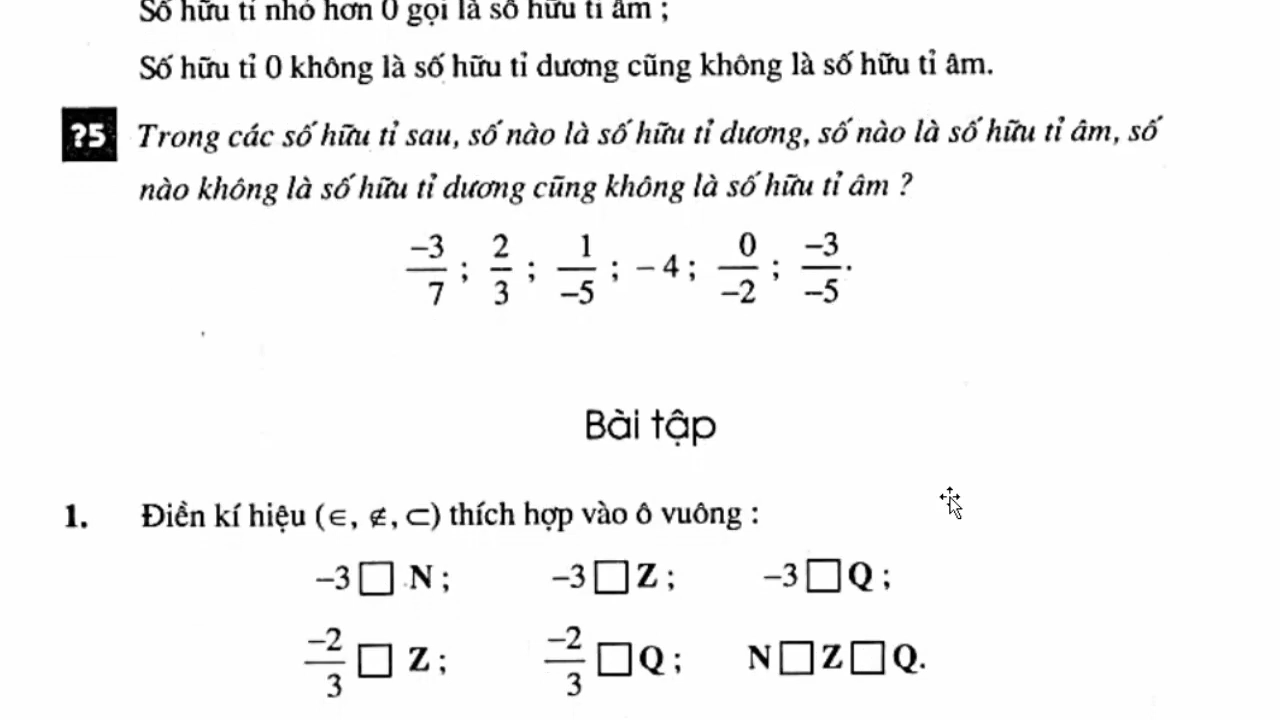 Số hữu tỉ nhỏ hơn 0 gọi là số hữu tỉ âm ;
Số hữu tỉ 0 không là số hữu tỉ dương cũng không là số hữu tỉ âm.
?5 Trong các số hữu tỉ sau, số nào là số hữu tỉ dương, số nào là số hữu tỉ âm, số
nào không là số hữu tỉ dương cũng không là số hữu tỉ âm ?
–3/7 ; 2/3 ; 1/–5 ; – 4 ; 0/–2 ; –3/–5.
Bài tập
1. Điền kí hiệu (∈, ∉, ⊂) thích hợp vào ô vuông :
–3 □ N ; –3 □ Z ; –3 □ Q ;
–2/3 □ Z ; –2/3 □ Q ; N □ Z □ Q.